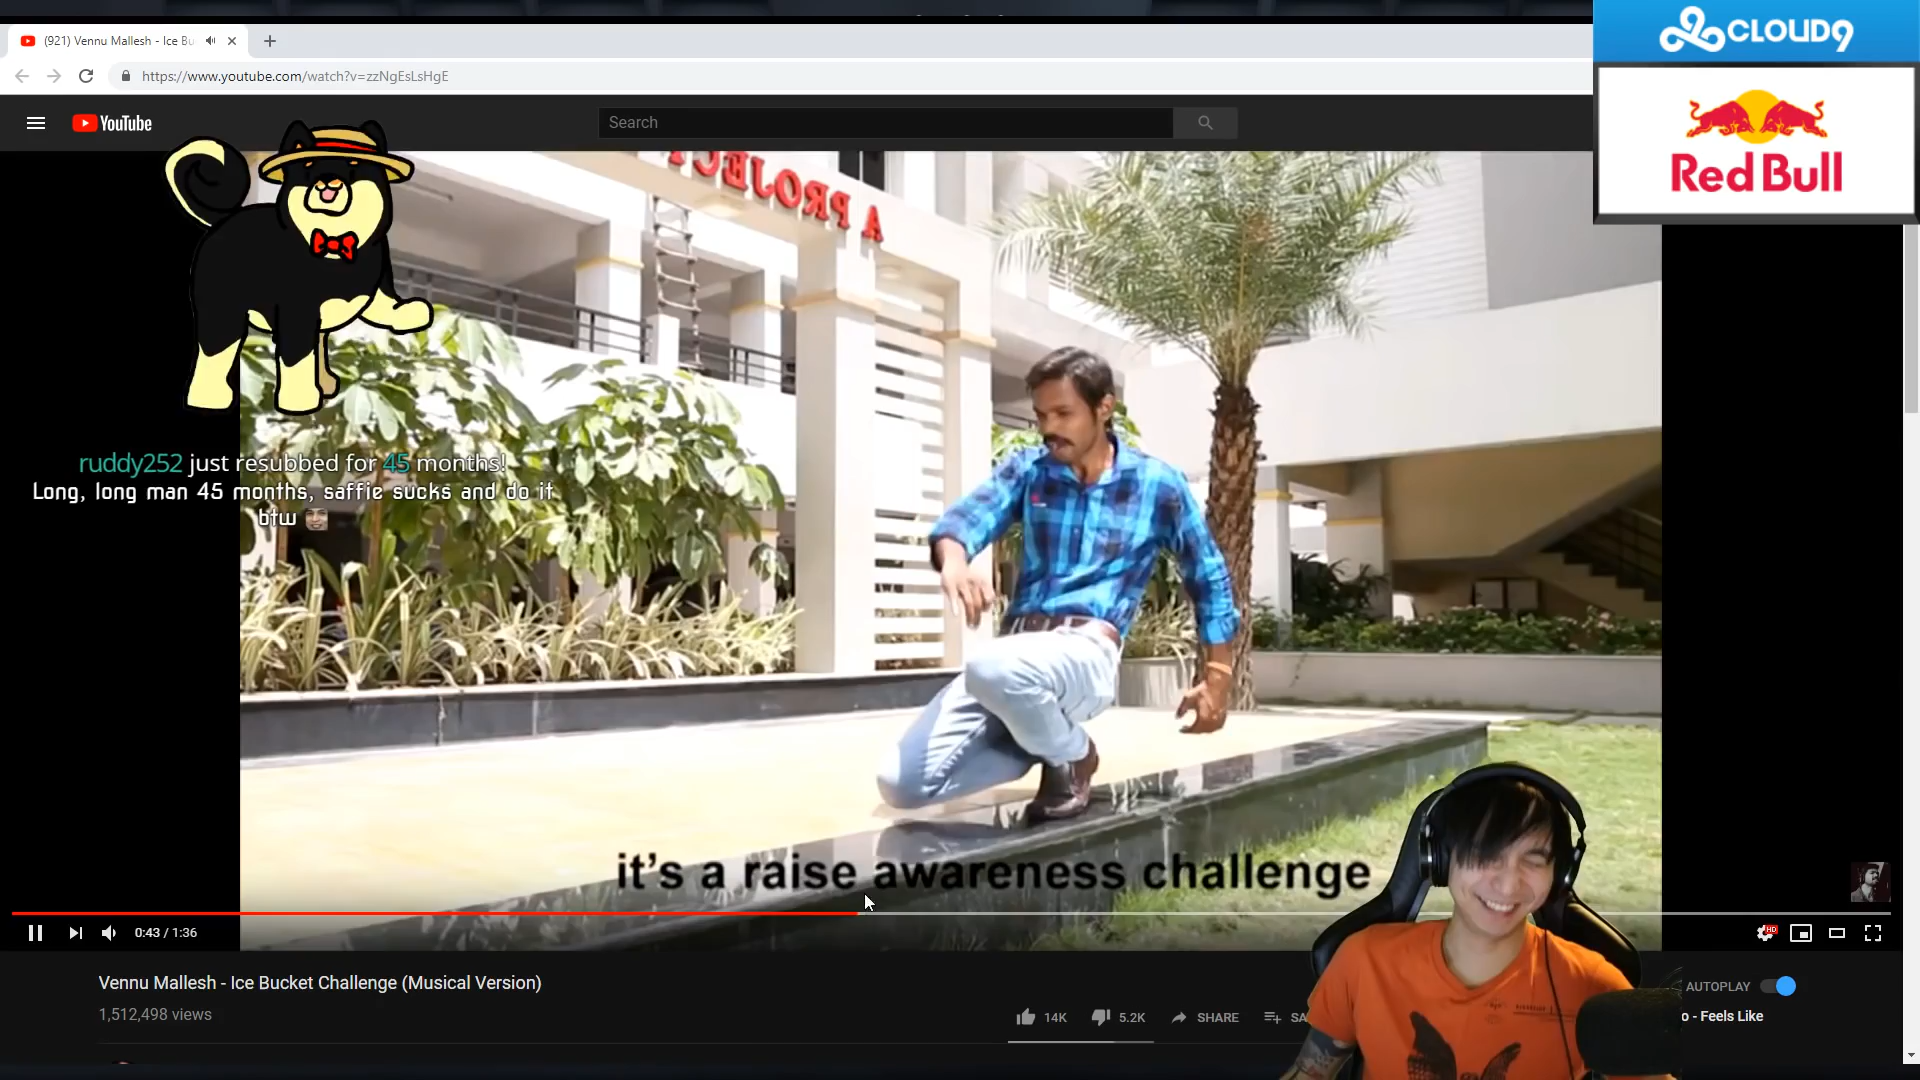 (921) Vennu Mallesh - Ice Bu
CLOUD9
https://www.youtube.com/watch?v=zzNgEsLsHgE
YouTube
Search
Red Bull
A PROJECT
ruddy252 just resubbed for 45 months!
Long, long man 45 months, saffie sucks and do it
btw
it's a raise awareness challenge
0:43 / 1:36
HD
Vennu Mallesh - Ice Bucket Challenge (Musical Version)
AUTOPLAY
1,512,498 views
14K
5.2K
SHARE
SA
o - Feels Like